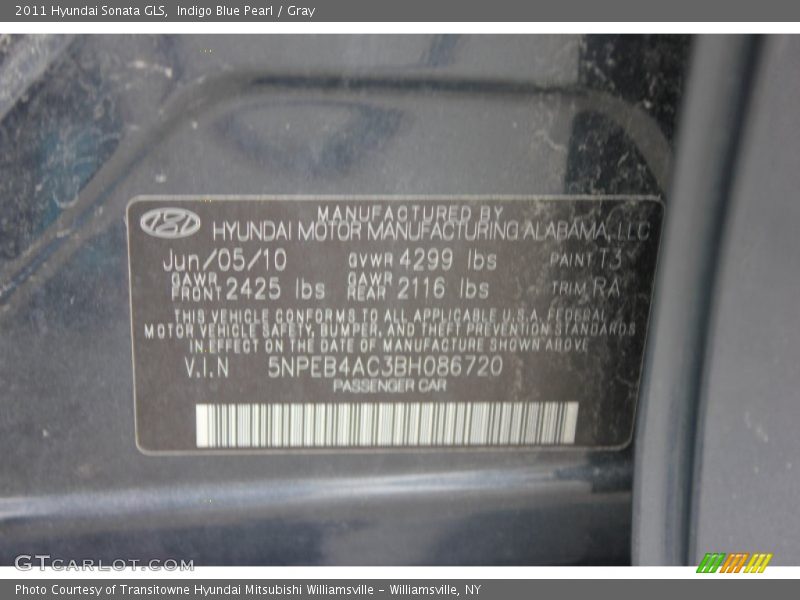 2011 Hyundai Sonata GLS,  Indigo Blue Pearl / Gray
MANUFACTURED BY
HYUNDAI MOTOR MANUFACTURING ALABAMA, LLC
Jun/05/10 GVWR 4299 lbs PAINT T3
GAWR FRONT 2425 lbs GAWR REAR 2116 lbs TRIM RA
THIS VEHICLE CONFORMS TO ALL APPLICABLE U.S.A. FEDERAL
MOTOR VEHICLE SAFETY, BUMPER, AND THEFT PREVENTION STANDARDS
IN EFFECT ON THE DATE OF MANUFACTURE SHOWN ABOVE
V.I.N 5NPEB4AC3BH086720
PASSENGER CAR
GTCARLOT.COM
Photo Courtesy of Transitowne Hyundai Mitsubishi Williamsville - Williamsville, NY